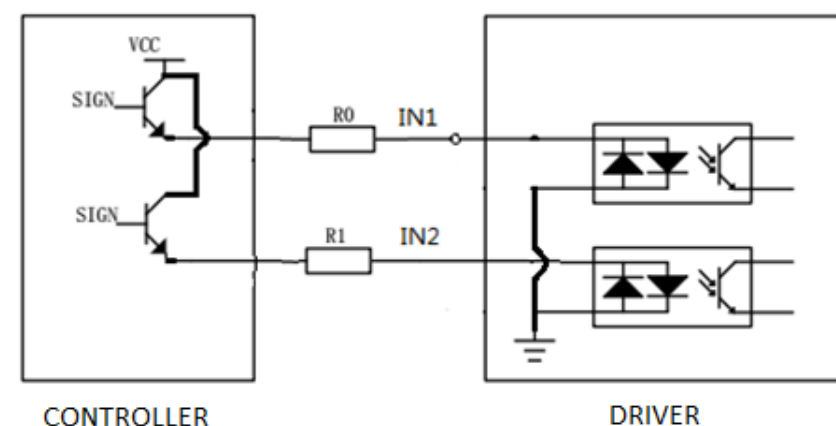 VCC
SIGN
R0
IN1
SIGN
R1
IN2
CONTROLLER
DRIVER